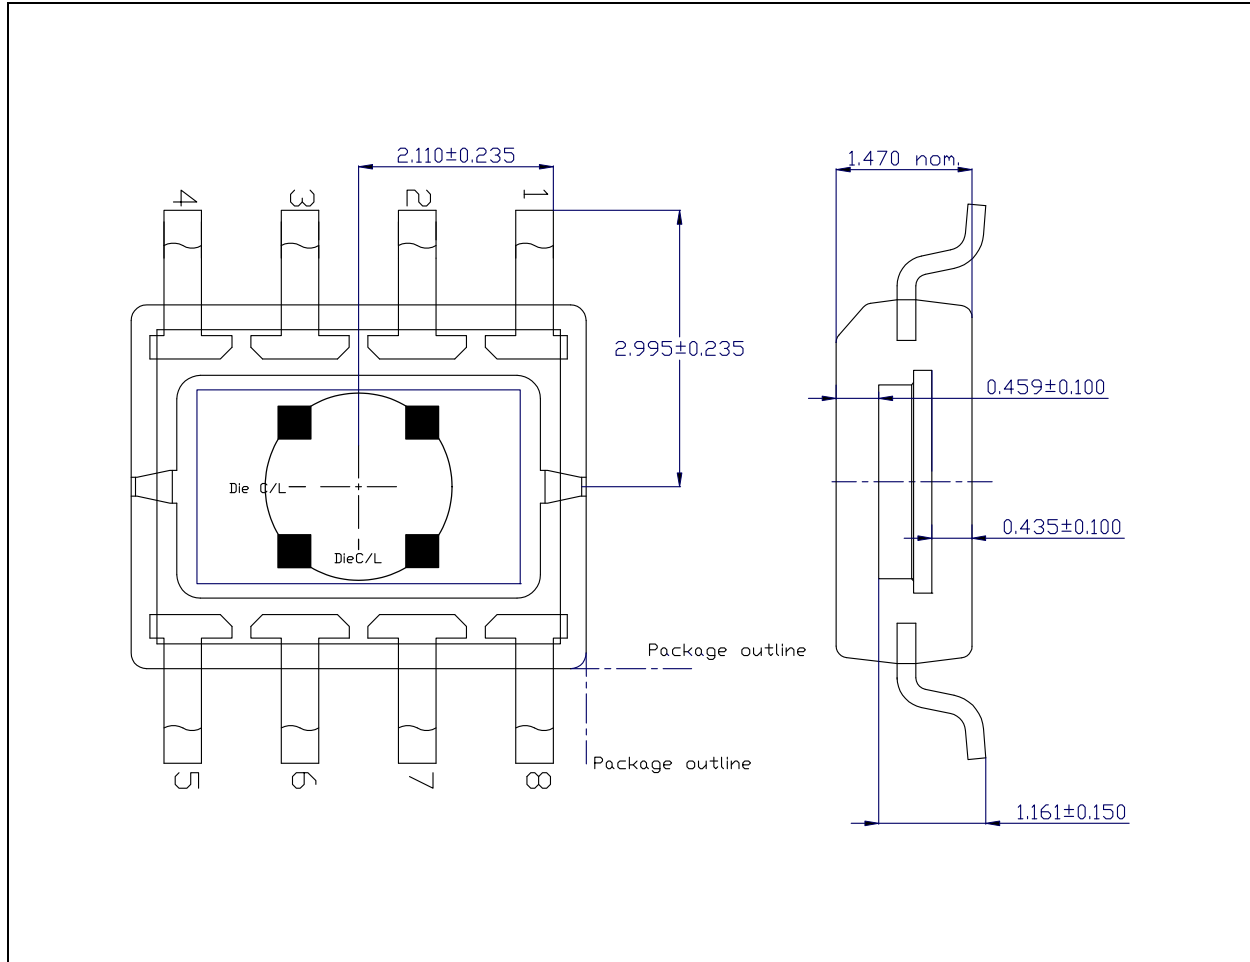 2.110±0.235
1.470 nom.
4
3
2
1
2.995±0.235
0.459±0.100
Die C/L
0.435±0.100
DieC/L
Package outline
Package outline
5
6
7
8
1.161±0.150